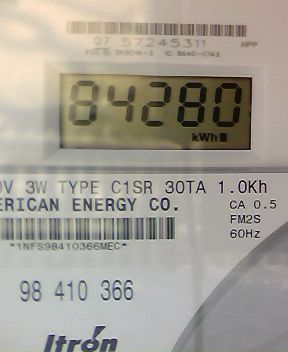 07 57245311
84280
kWh
0V 3W TYPE C1SR 30TA 1.0Kh
ERICAN ENERGY CO.
CA 0.5
FM2S
60Hz
*1NFS98410366MEC*
98 410 366
Itron